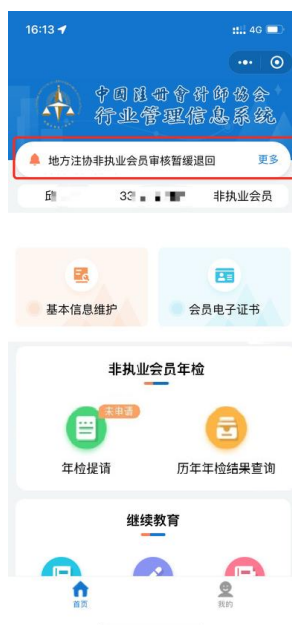 16:13
4G
中国注册会计师协会
行业管理信息系统
地方注协非执业会员审核暂缓退回 更多
非执业会员
基本信息维护 会员电子证书
非执业会员年检
未申请
年检提请 历年年检结果查询
继续教育
首页 我的